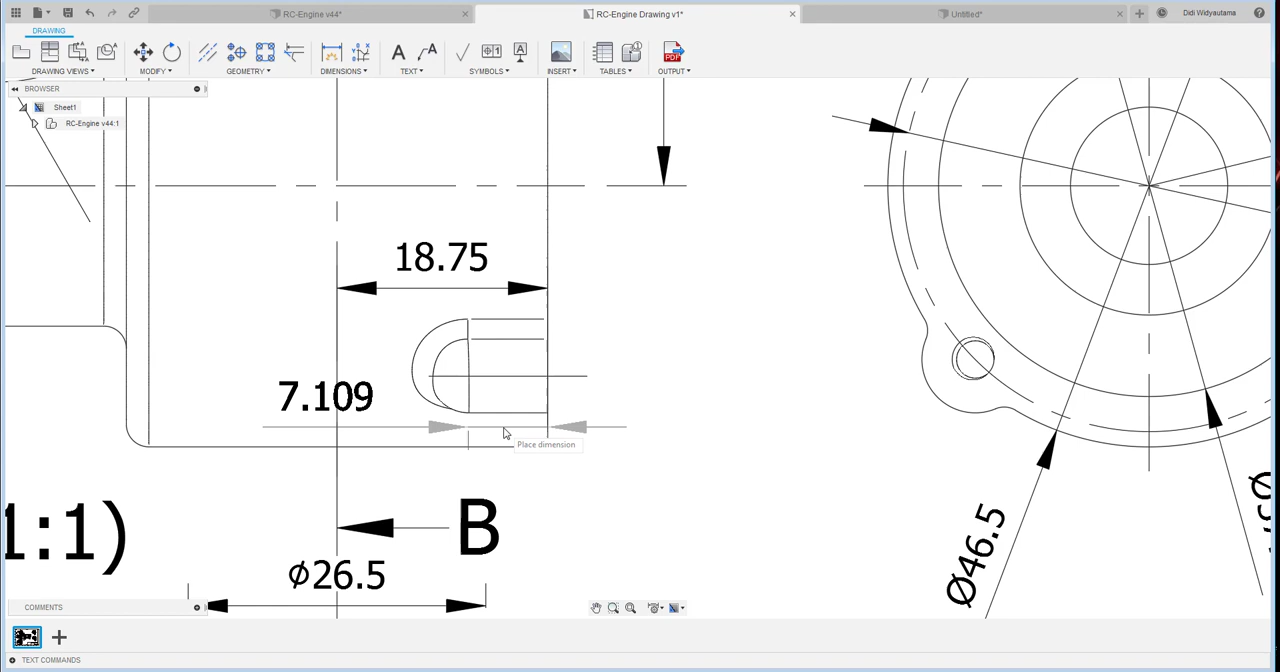 RC-Engine v44*
RC-Engine Drawing v1*
Untitled*
Didi Widyautama
DRAWING
DRAWING VIEWS
MODIFY
GEOMETRY
DIMENSIONS
TEXT
SYMBOLS
INSERT
TABLES
OUTPUT
BROWSER
Sheet1
RC-Engine v44:1
18.75
7.109
Place dimension
1:1)
B
Ø26.5
Ø46.5
COMMENTS
TEXT COMMANDS